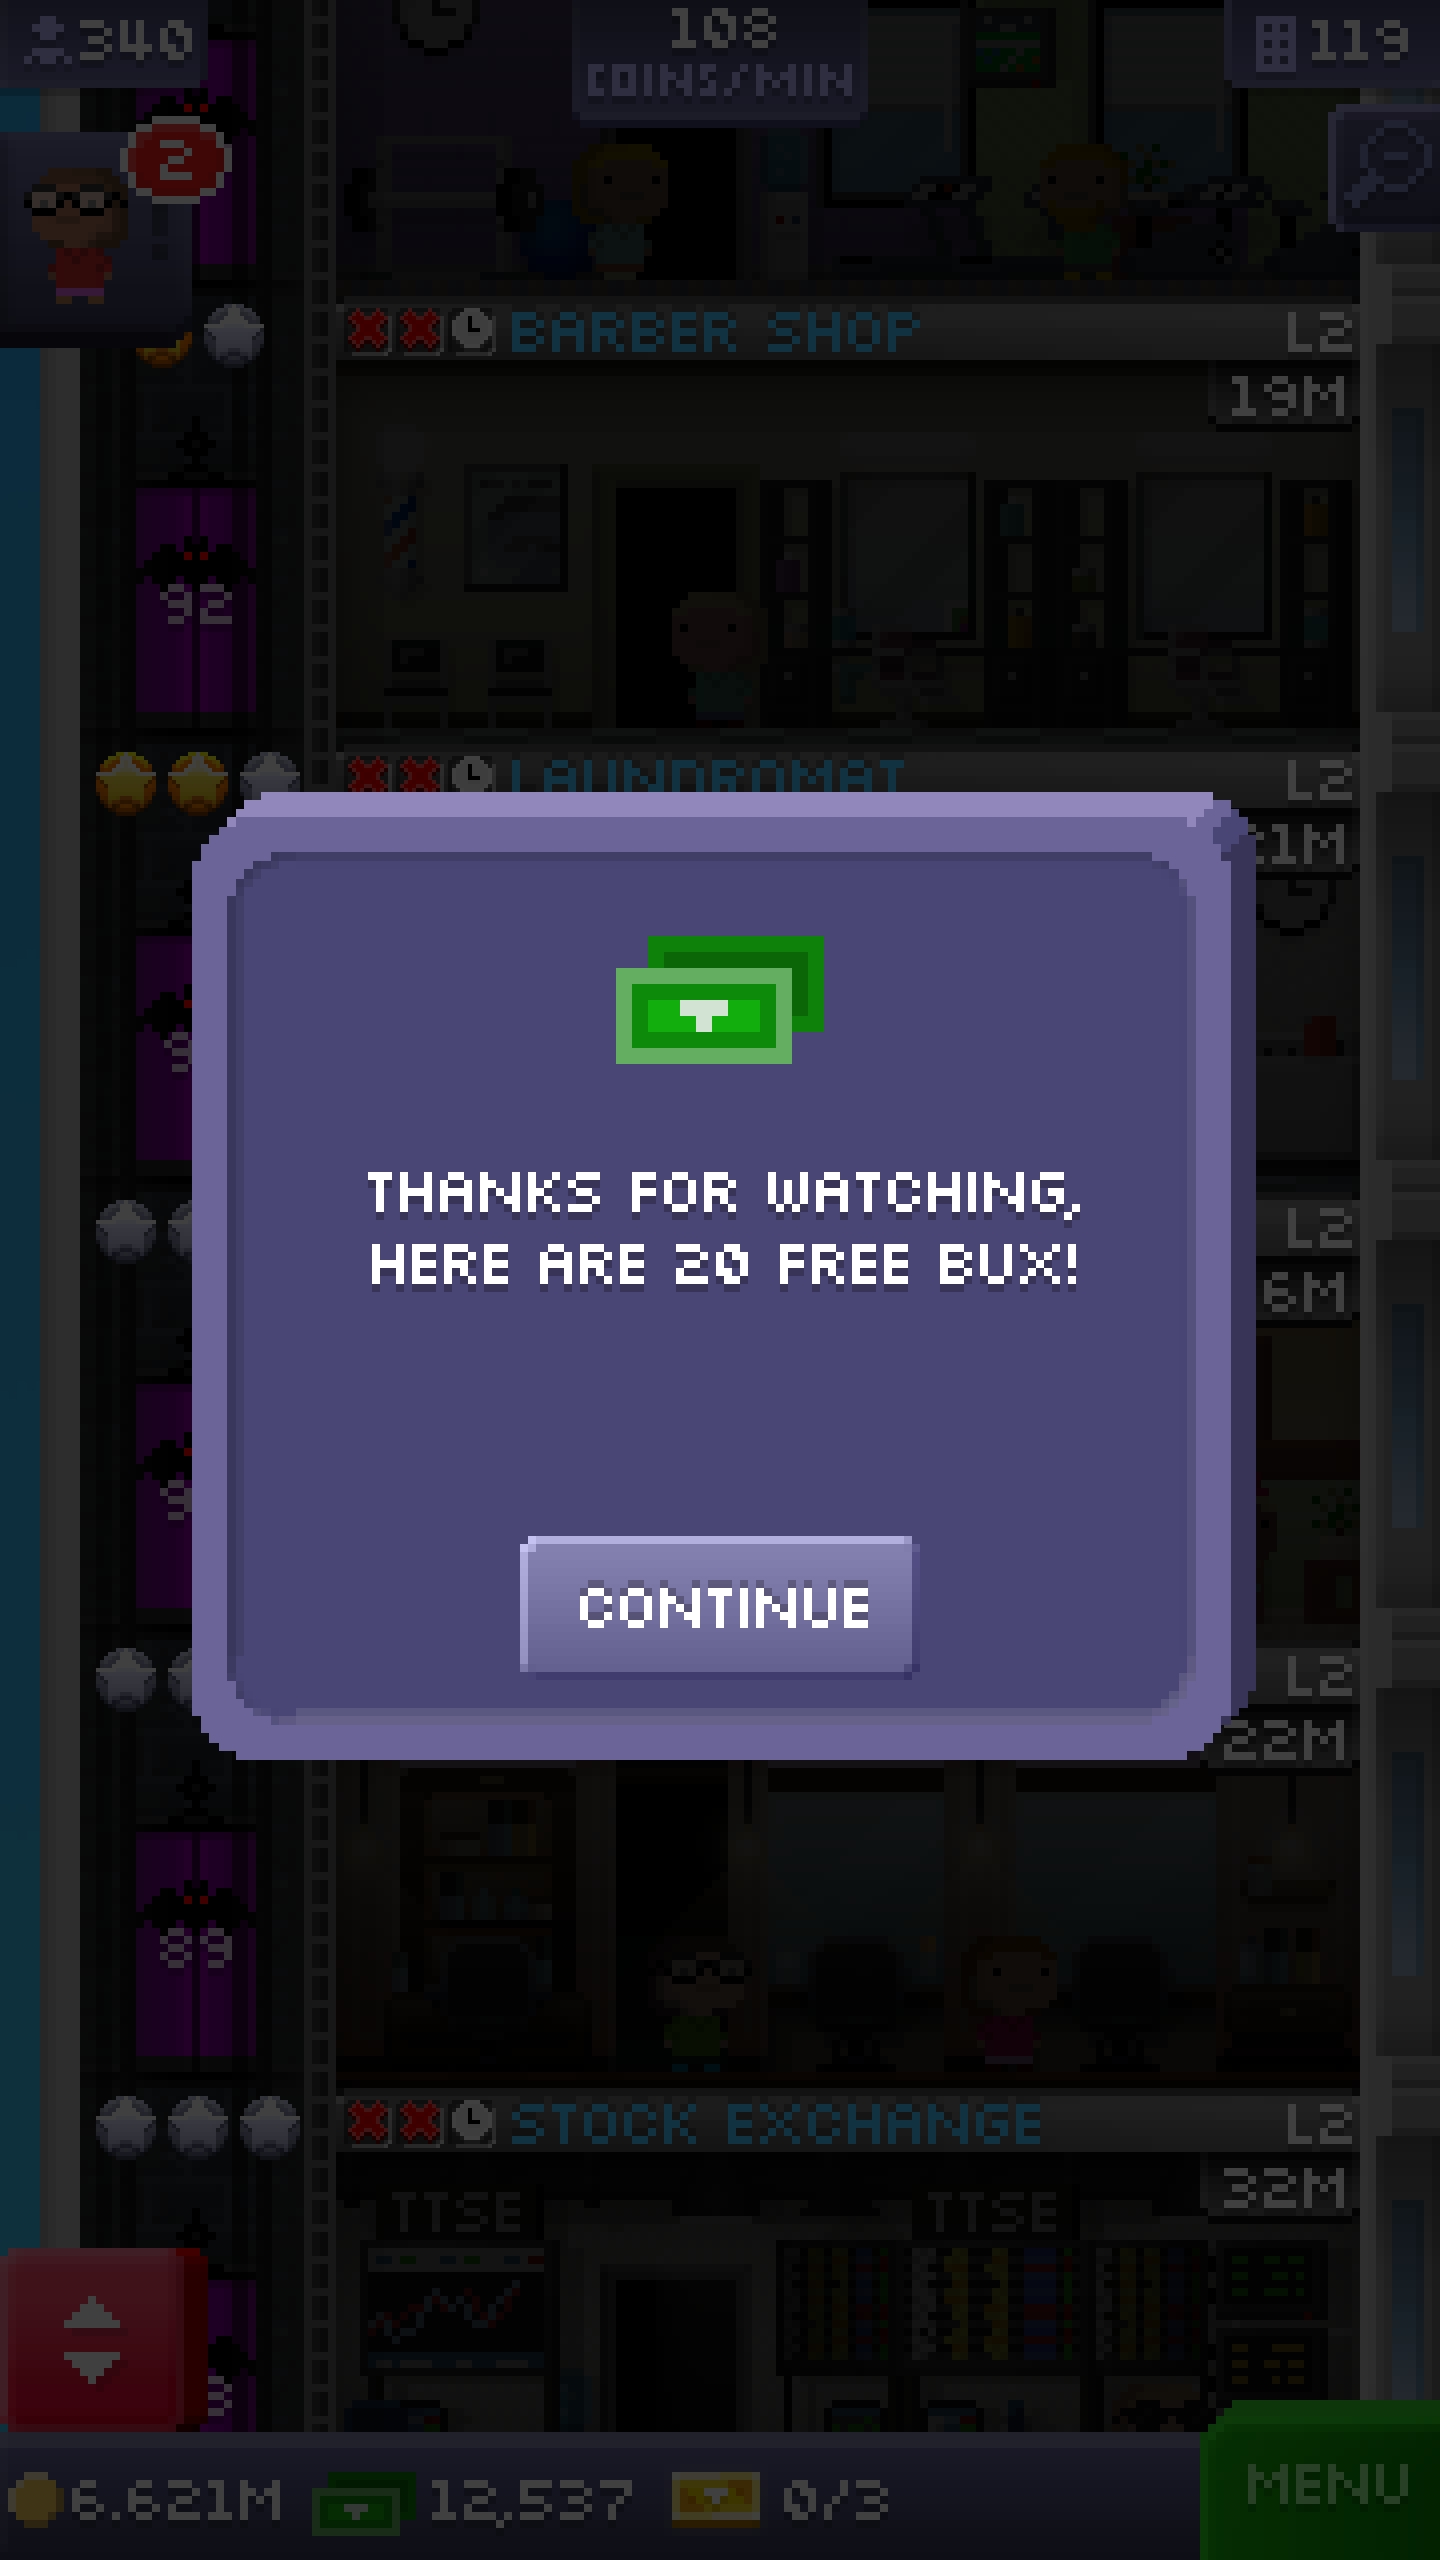 340
108
COINS/MIN
119
2
BARBER SHOP
L2
19M
92
LAUNDROMAT
L2
21M
THANKS FOR WATCHING,
HERE ARE 20 FREE BUX!
L2
6M
CONTINUE
L2
22M
89
STOCK EXCHANGE
L2
32M
TTSE
TTSE
6.621M
12,537
0/3
MENU